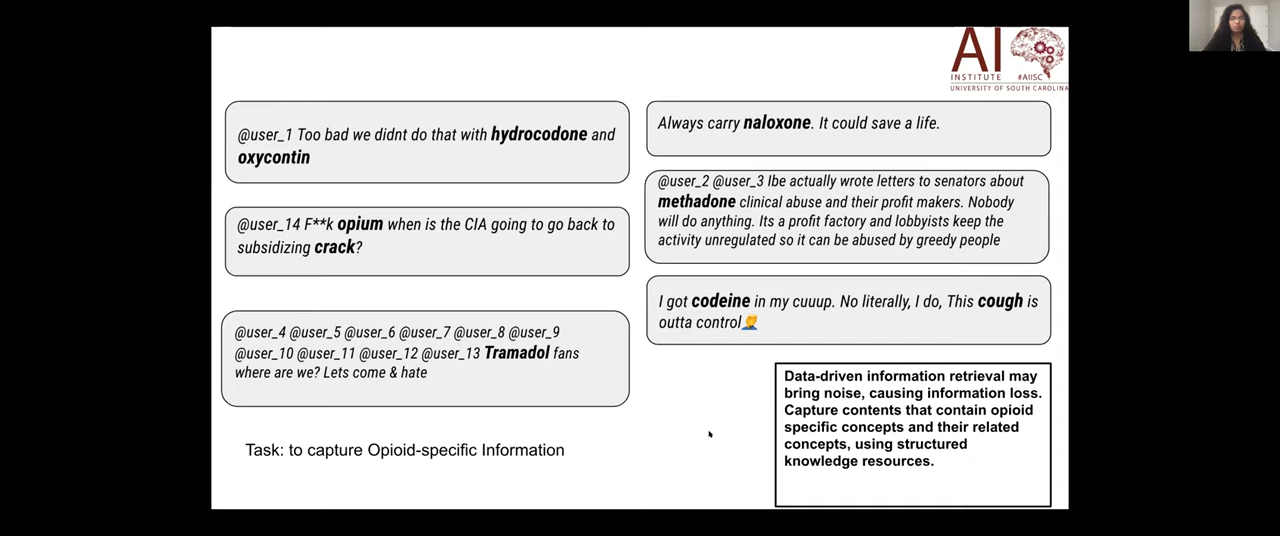 AI
INSTITUTE #AIISC
UNIVERSITY OF SOUTH CAROLINA
@user_1 Too bad we didnt do that with hydrocodone and
oxycontin
@user_14 F**k opium when is the CIA going to go back to
subsidizing crack?
@user_4 @user_5 @user_6 @user_7 @user_8 @user_9
@user_10 @user_11 @user_12 @user_13 Tramadol fans
where are we? Lets come & hate
Task: to capture Opioid-specific Information
Always carry naloxone. It could save a life.
@user_2 @user_3 Ibe actually wrote letters to senators about
methadone clinical abuse and their profit makers. Nobody
will do anything. Its a profit factory and lobbyists keep the
activity unregulated so it can be abused by greedy people
I got codeine in my cuuup. No literally, I do, This cough is
outta control🤦
Data-driven information retrieval may
bring noise, causing information loss.
Capture contents that contain opioid
specific concepts and their related
concepts, using structured
knowledge resources.